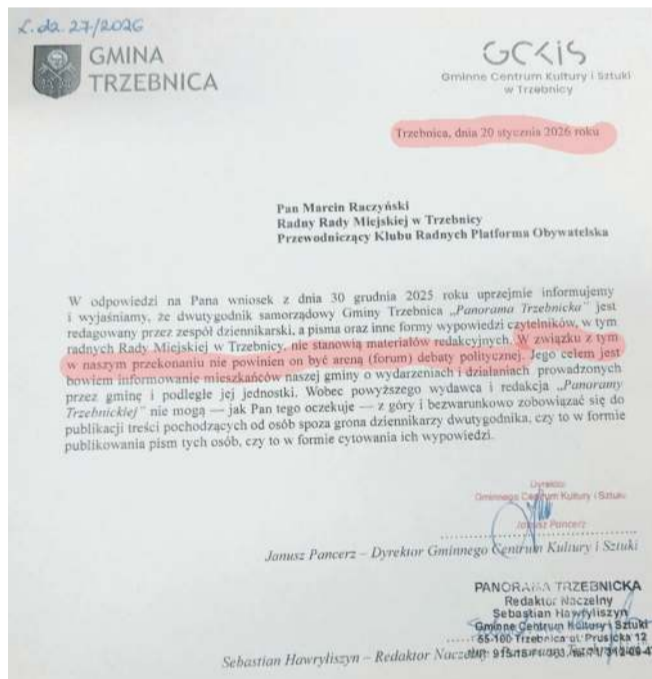 L. dz. 27/2026
GMINA
TRZEBNICA
GCKiS
Gminne Centrum Kultury i Sztuki
w Trzebnicy
Trzebnica, dnia 20 stycznia 2026 roku
Pan Marcin Raczyński
Radny Rady Miejskiej w Trzebnicy
Przewodniczący Klubu Radnych Platforma Obywatelska
W odpowiedzi na Pana wniosek z dnia 30 grudnia 2025 roku uprzejmie informujemy
i wyjaśniamy, że dwutygodnik samorządowy Gminy Trzebnica „Panorama Trzebnicka" jest
redagowany przez zespół dziennikarski, a pisma oraz inne formy wypowiedzi czytelników, w tym
radnych Rady Miejskiej w Trzebnicy, nie stanowią materiałów redakcyjnych. W związku z tym
w naszym przekonaniu nie powinien on być areną (forum) debaty politycznej. Jego celem jest
bowiem informowanie mieszkańców naszej gminy o wydarzeniach i działaniach prowadzonych
przez gminę i podległe jej jednostki. Wobec powyższego wydawca i redakcja „Panoramy
Trzebnickiej" nie mogą — jak Pan tego oczekuje — z góry i bezwarunkowo zobowiązać się do
publikacji treści pochodzących od osób spoza grona dziennikarzy dwutygodnika, czy to w formie
publikowania pism tych osób, czy to w formie cytowania ich wypowiedzi.
Dyrektor
Gminnego Centrum Kultury i Sztuki
Janusz Pancerz
Janusz Pancerz – Dyrektor Gminnego Centrum Kultury i Sztuki
PANORAMA TRZEBNICKA
Redaktor Naczelny
Sebastian Hawryliszyn
Gminne Centrum Kultury i Sztuki
55-100 Trzebnica ul. Prusicka 12
Sebastian Hawryliszyn – Redaktor Naczelny